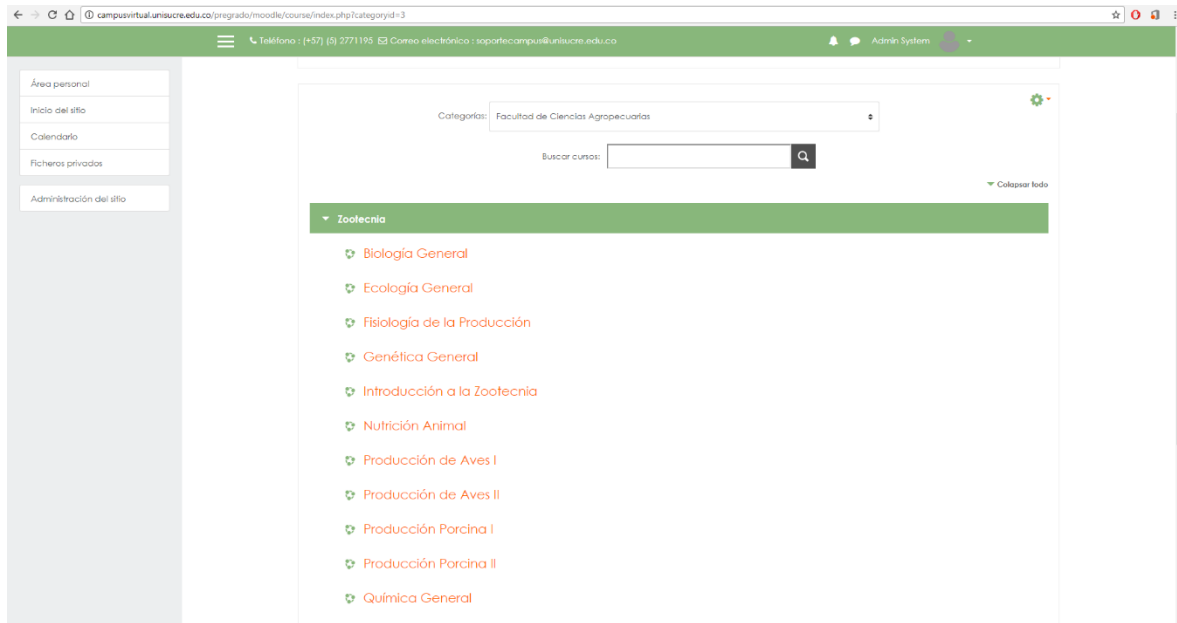 campusvirtual.unisucre.edu.co/pregrado/moodle/course/index.php?categoryid=3
Teléfono : (+57) (5) 2771195 Correo electrónico : soportecampus@unisucre.edu.co
Admin System
Área personal
Inicio del sitio
Calendario
Ficheros privados
Administración del sitio
Categorías: Facultad de Ciencias Agropecuarias
Buscar cursos:
Colapsar todo
Zootecnia
Biología General
Ecología General
Fisiología de la Producción
Genética General
Introducción a la Zootecnia
Nutrición Animal
Producción de Aves I
Producción de Aves II
Producción Porcina I
Producción Porcina II
Química General